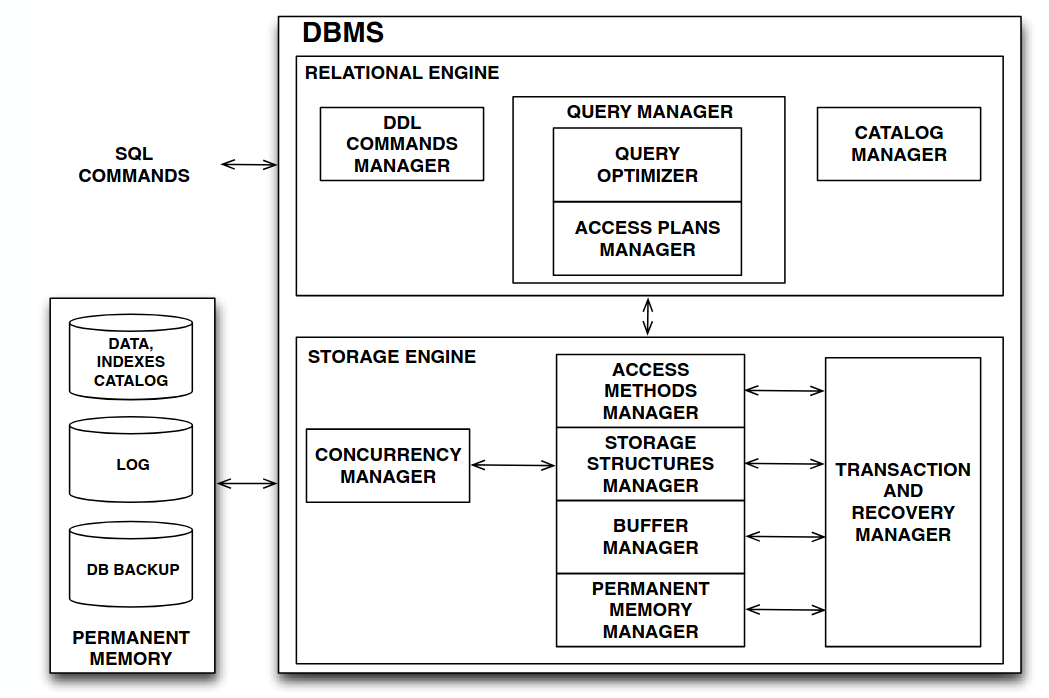 DBMS
RELATIONAL ENGINE
DDL
COMMANDS
MANAGER
QUERY MANAGER
QUERY
OPTIMIZER
ACCESS PLANS
MANAGER
CATALOG
MANAGER
SQL
COMMANDS
DATA,
INDEXES
CATALOG
LOG
DB BACKUP
PERMANENT
MEMORY
STORAGE ENGINE
CONCURRENCY
MANAGER
ACCESS
METHODS
MANAGER
STORAGE
STRUCTURES
MANAGER
BUFFER
MANAGER
PERMANENT
MEMORY
MANAGER
TRANSACTION
AND
RECOVERY
MANAGER